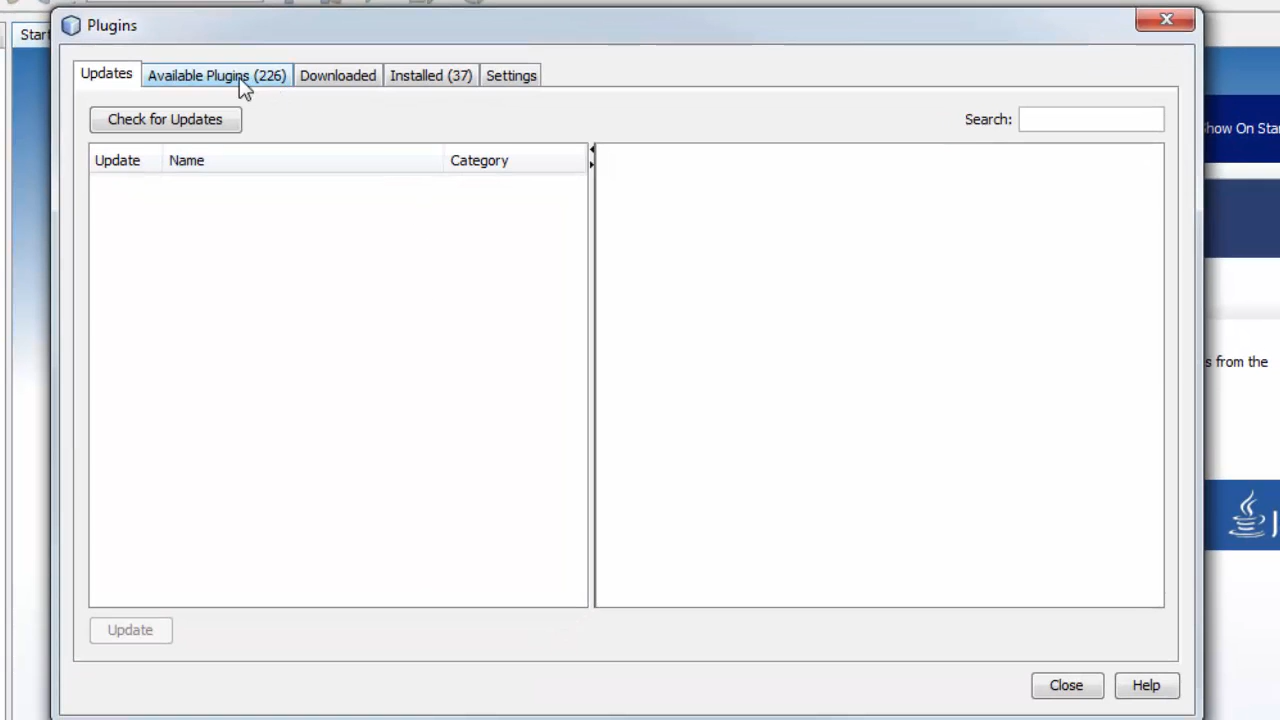 Plugins
Start
Updates
Available Plugins (226)
Downloaded
Installed (37)
Settings
Check for Updates
Search:
Show On Star
Update
Name
Category
s from the
J
Update
Close
Help